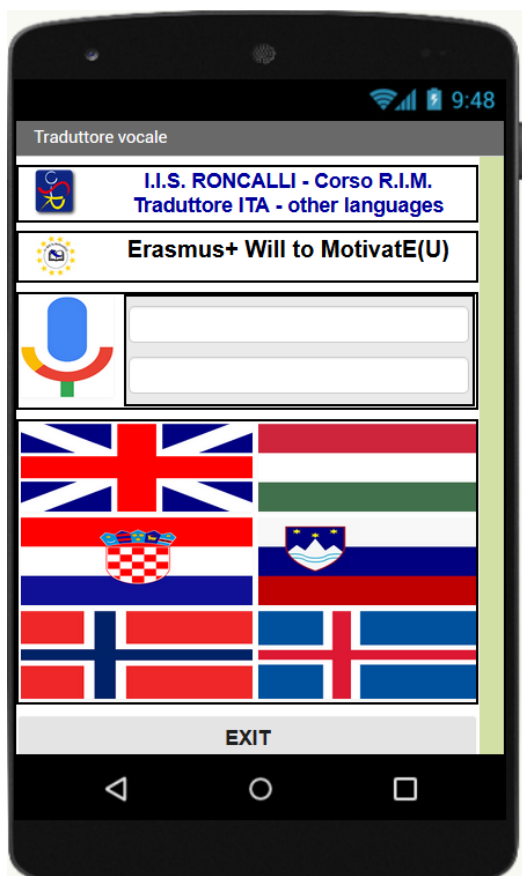 9:48
Traduttore vocale
I.I.S. RONCALLI - Corso R.I.M.
Traduttore ITA - other languages
Erasmus+ Will to MotivatE(U)
EXIT